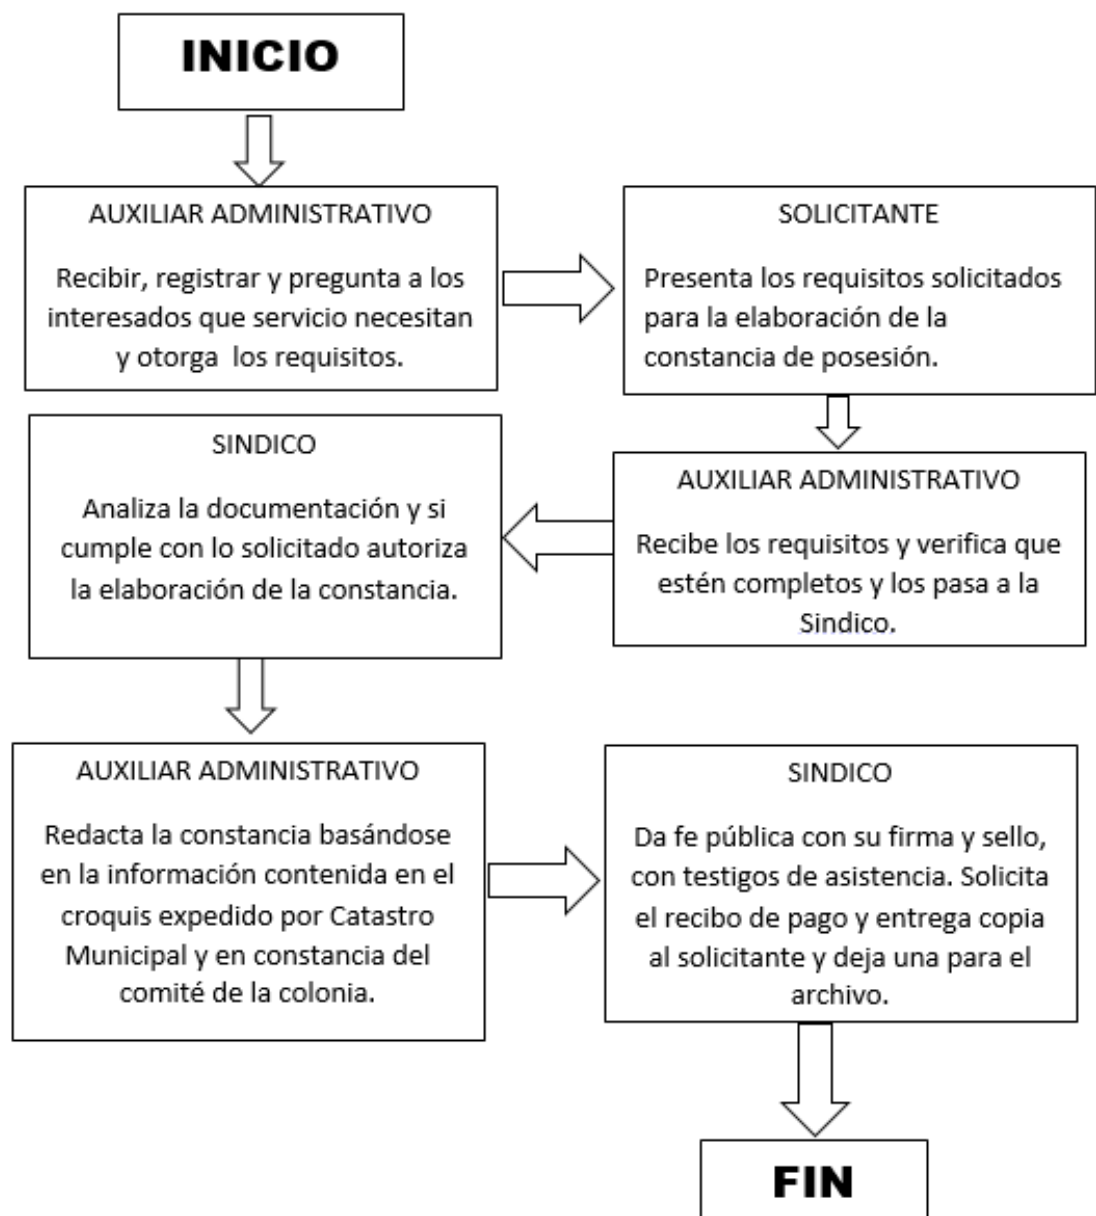 INICIO
AUXILIAR ADMINISTRATIVO
Recibir, registrar y pregunta a los
interesados que servicio necesitan
y otorga  los requisitos.
SOLICITANTE
Presenta los requisitos solicitados
para la elaboración de la
constancia de posesión.
AUXILIAR ADMINISTRATIVO
Recibe los requisitos y verifica que
estén completos y los pasa a la
Sindico.
SINDICO
Analiza la documentación y si
cumple con lo solicitado autoriza
la elaboración de la constancia.
AUXILIAR ADMINISTRATIVO
Redacta la constancia basándose
en la información contenida en el
croquis expedido por Catastro
Municipal y en constancia del
comité de la colonia.
SINDICO
Da fe pública con su firma y sello,
con testigos de asistencia. Solicita
el recibo de pago y entrega copia
al solicitante y deja una para el
archivo.
FIN